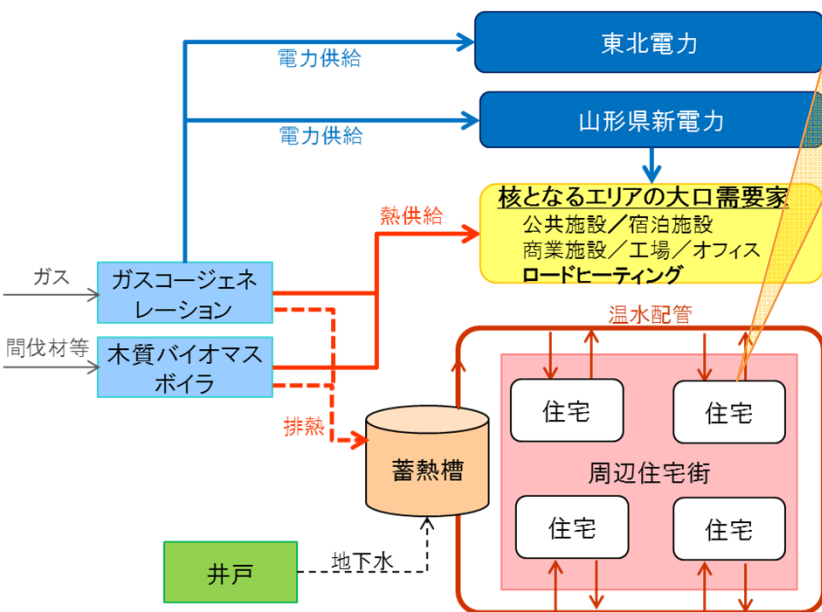 東北電力
電力供給
山形県新電力
電力供給
核となるエリアの大口需要家
公共施設／宿泊施設
商業施設／工場／オフィス
ロードヒーティング
熱供給
ガス
ガスコージェネ
レーション
間伐材等
木質バイオマス
ボイラ
排熱
温水配管
住宅
住宅
蓄熱槽
周辺住宅街
住宅
住宅
井戸
地下水